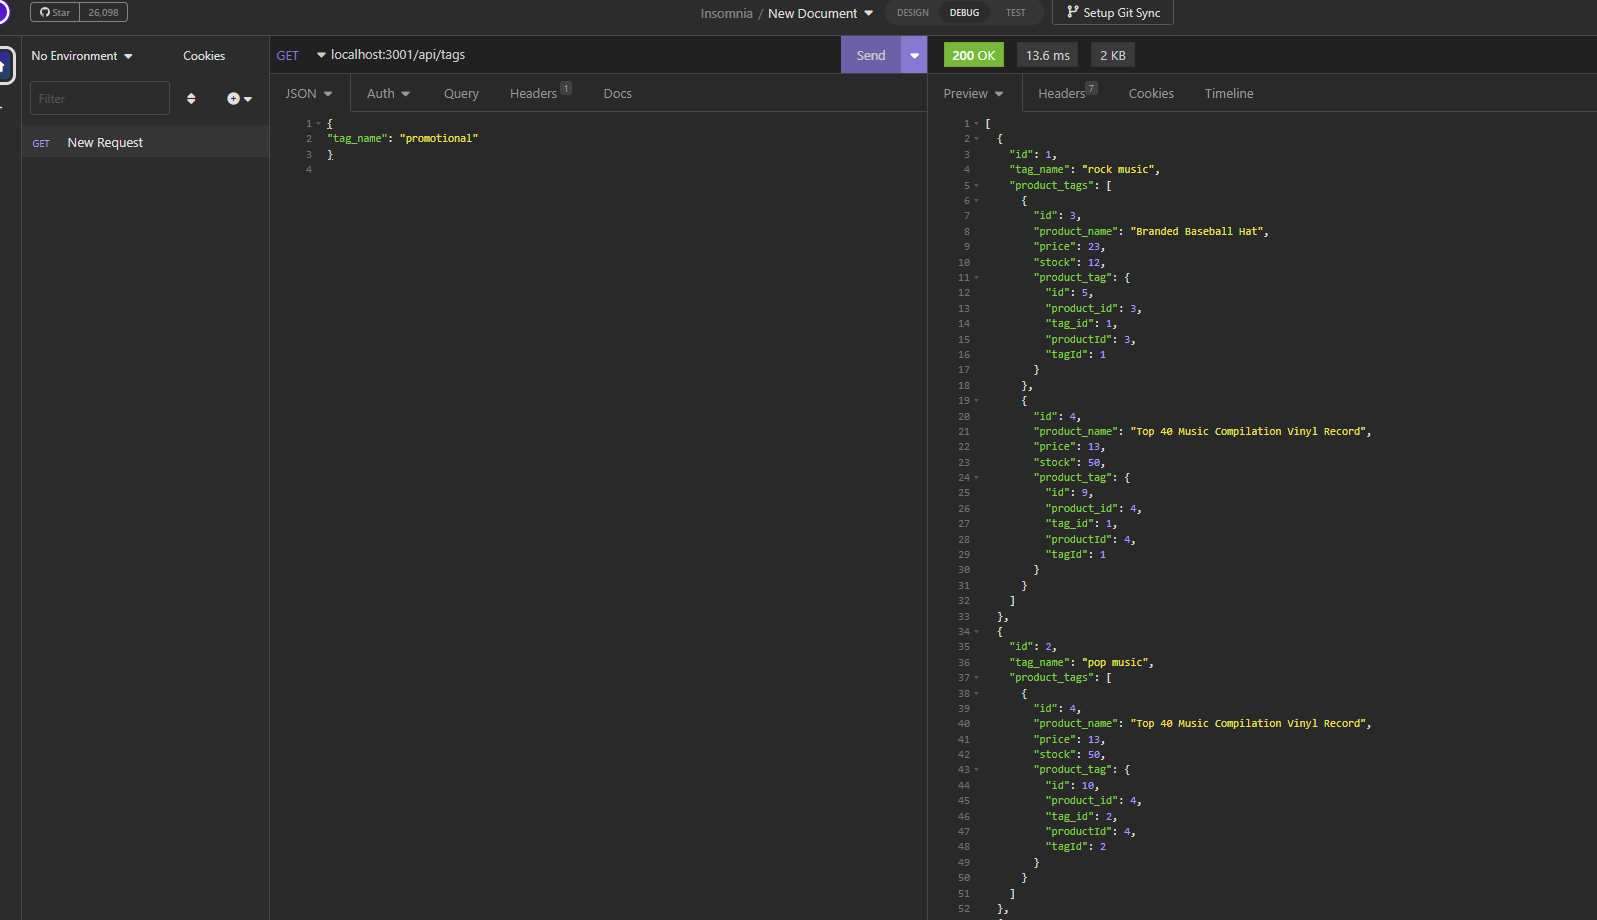 Star 26,098
Insomnia / New Document
DESIGN DEBUG TEST
Setup Git Sync
No Environment
Cookies
Filter
GET New Request
GET localhost:3001/api/tags
Send
JSON Auth Query Headers 1 Docs
1 {
2 "tag_name": "promotional"
3 }
4
200 OK 13.6 ms 2 KB
Preview Headers 7 Cookies Timeline
1 [
2 {
3 "id": 1,
4 "tag_name": "rock music",
5 "product_tags": [
6 {
7 "id": 3,
8 "product_name": "Branded Baseball Hat",
9 "price": 23,
10 "stock": 12,
11 "product_tag": {
12 "id": 5,
13 "product_id": 3,
14 "tag_id": 1,
15 "productId": 3,
16 "tagId": 1
17 }
18 },
19 {
20 "id": 4,
21 "product_name": "Top 40 Music Compilation Vinyl Record",
22 "price": 13,
23 "stock": 50,
24 "product_tag": {
25 "id": 9,
26 "product_id": 4,
27 "tag_id": 1,
28 "productId": 4,
29 "tagId": 1
30 }
31 }
32 ]
33 },
34 {
35 "id": 2,
36 "tag_name": "pop music",
37 "product_tags": [
38 {
39 "id": 4,
40 "product_name": "Top 40 Music Compilation Vinyl Record",
41 "price": 13,
42 "stock": 50,
43 "product_tag": {
44 "id": 10,
45 "product_id": 4,
46 "tag_id": 2,
47 "productId": 4,
48 "tagId": 2
49 }
50 }
51 ]
52 },